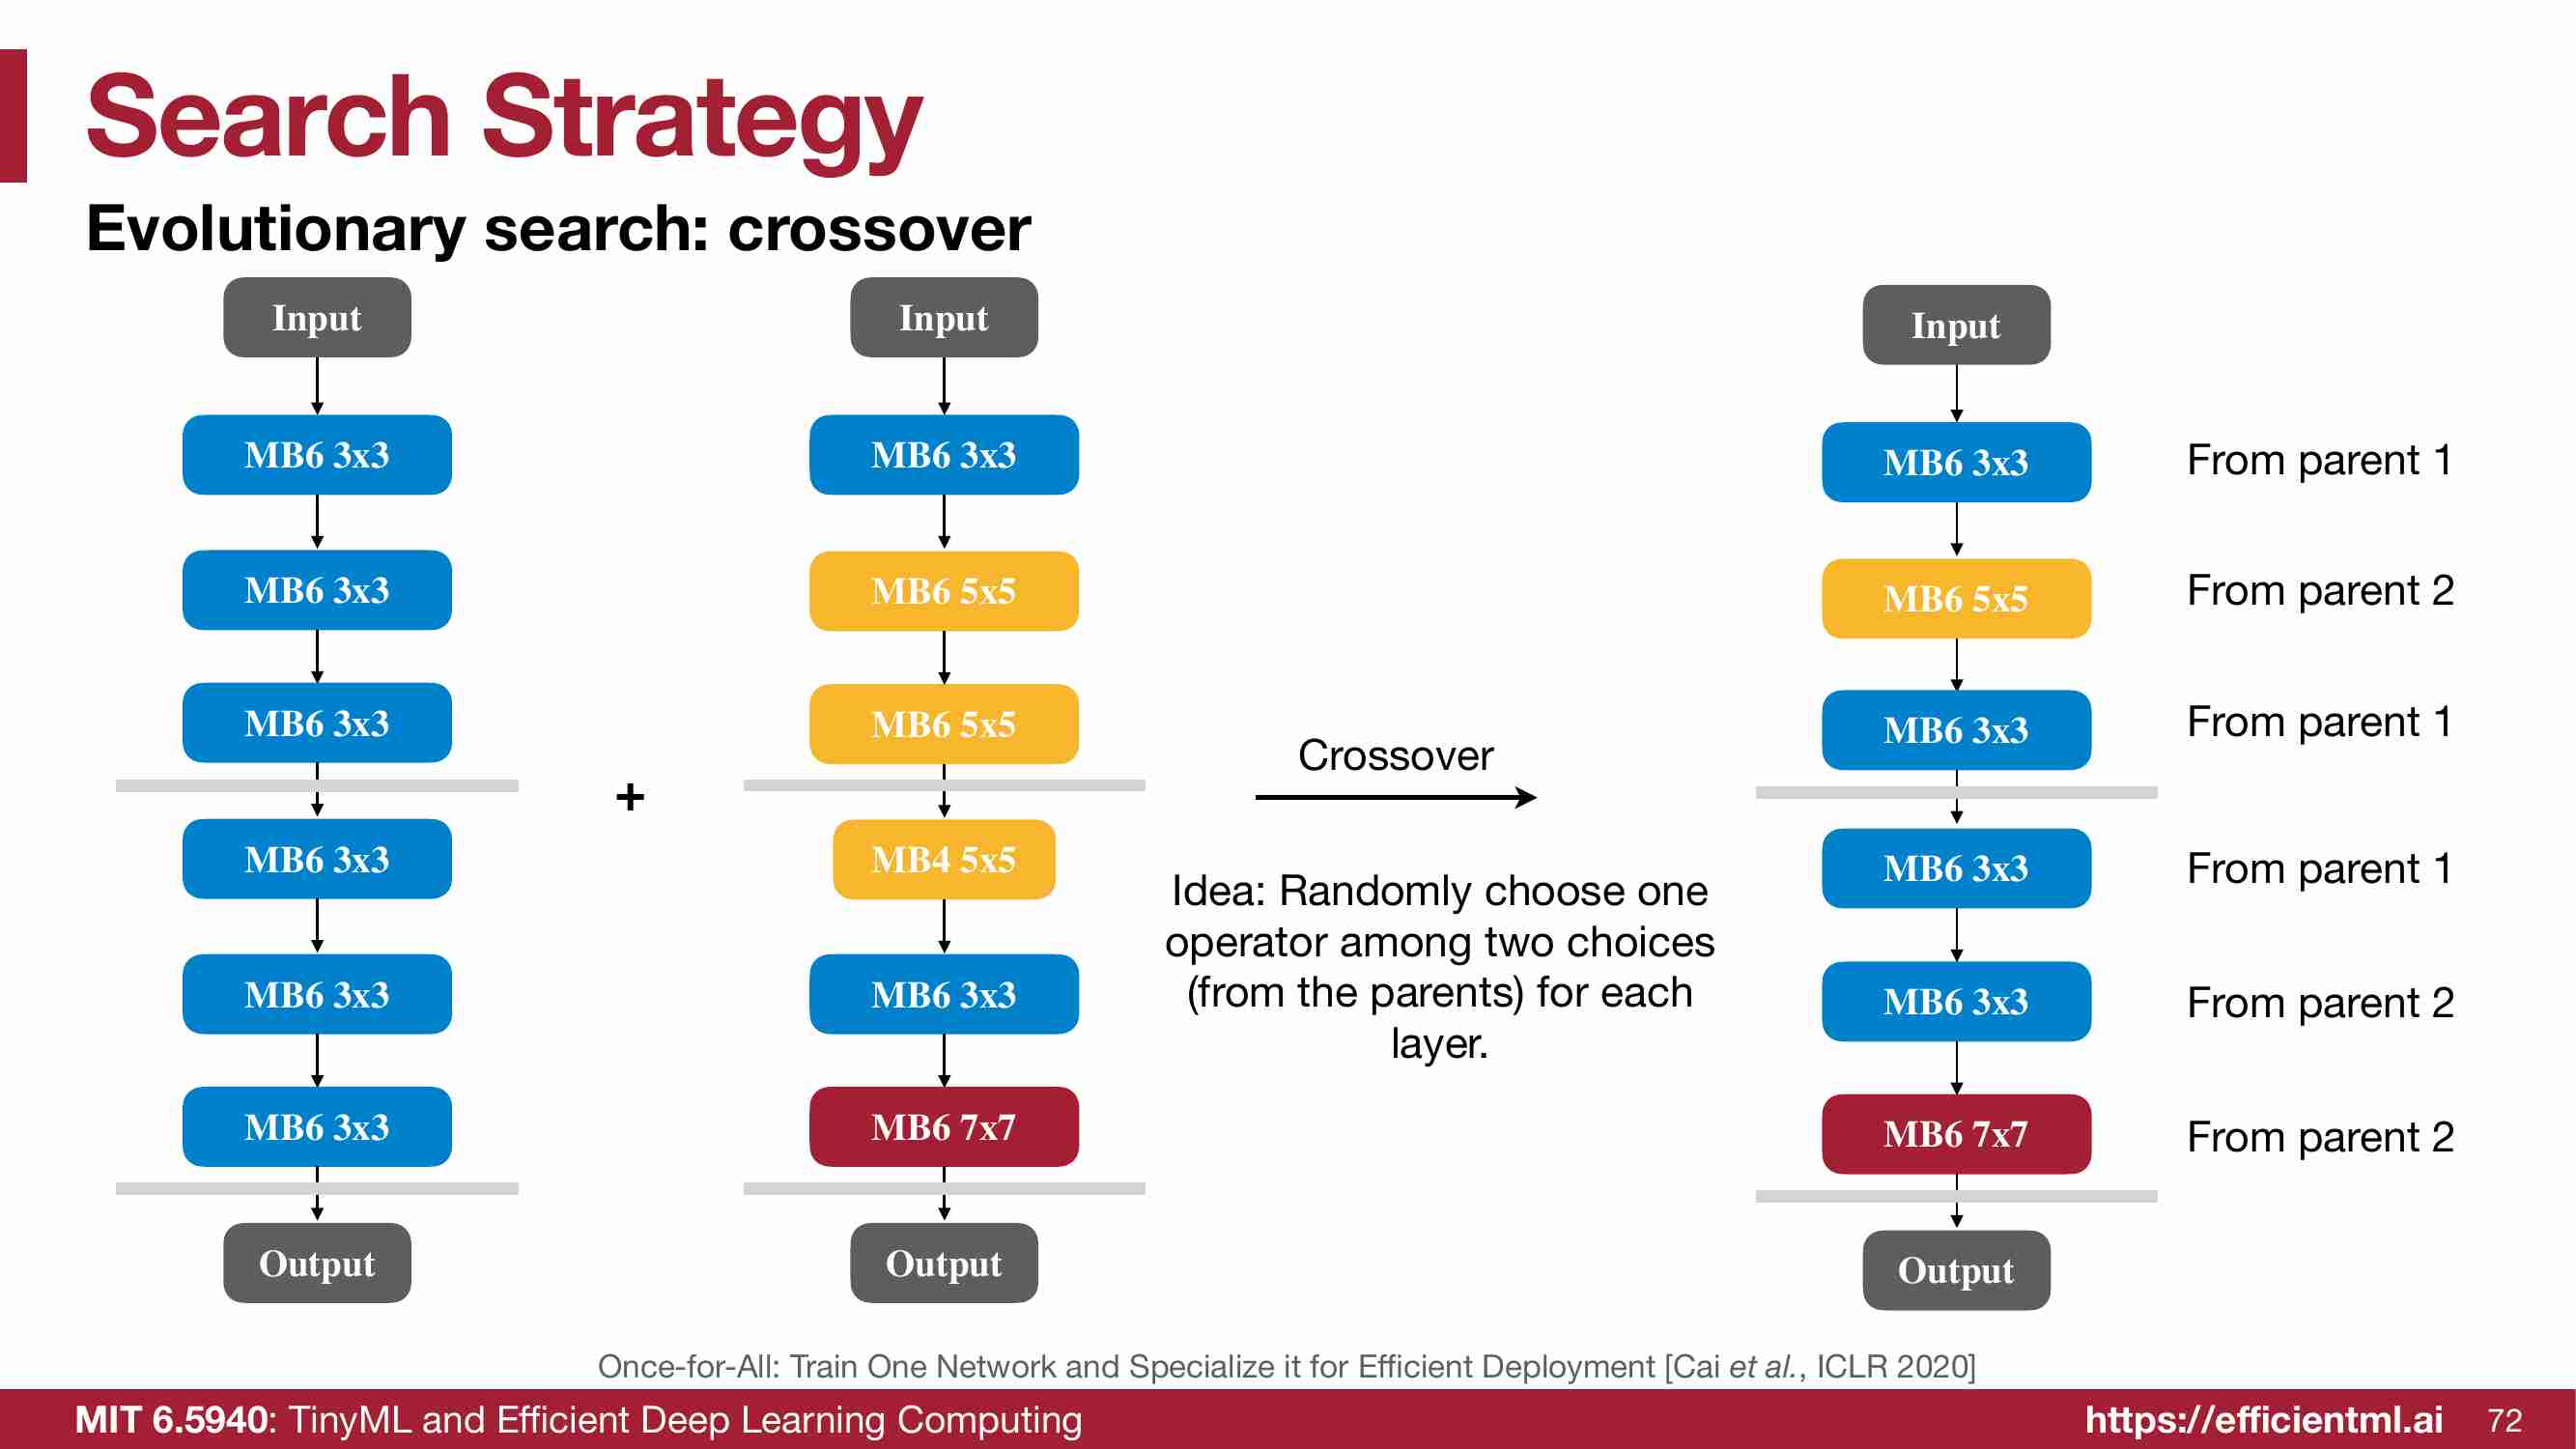 Search Strategy
Evolutionary search: crossover
Input
MB6 3x3
MB6 3x3
MB6 3x3
MB6 3x3
MB6 3x3
MB6 3x3
Output
+
Input
MB6 3x3
MB6 5x5
MB6 5x5
MB4 5x5
MB6 3x3
MB6 7x7
Output
Crossover
Idea: Randomly choose one
operator among two choices
(from the parents) for each
layer.
Input
MB6 3x3
From parent 1
MB6 5x5
From parent 2
MB6 3x3
From parent 1
MB6 3x3
From parent 1
MB6 3x3
From parent 2
MB6 7x7
From parent 2
Output
Once-for-All: Train One Network and Specialize it for Efficient Deployment [Cai et al., ICLR 2020]
MIT 6.5940: TinyML and Efficient Deep Learning Computing
https://efficientml.ai
72